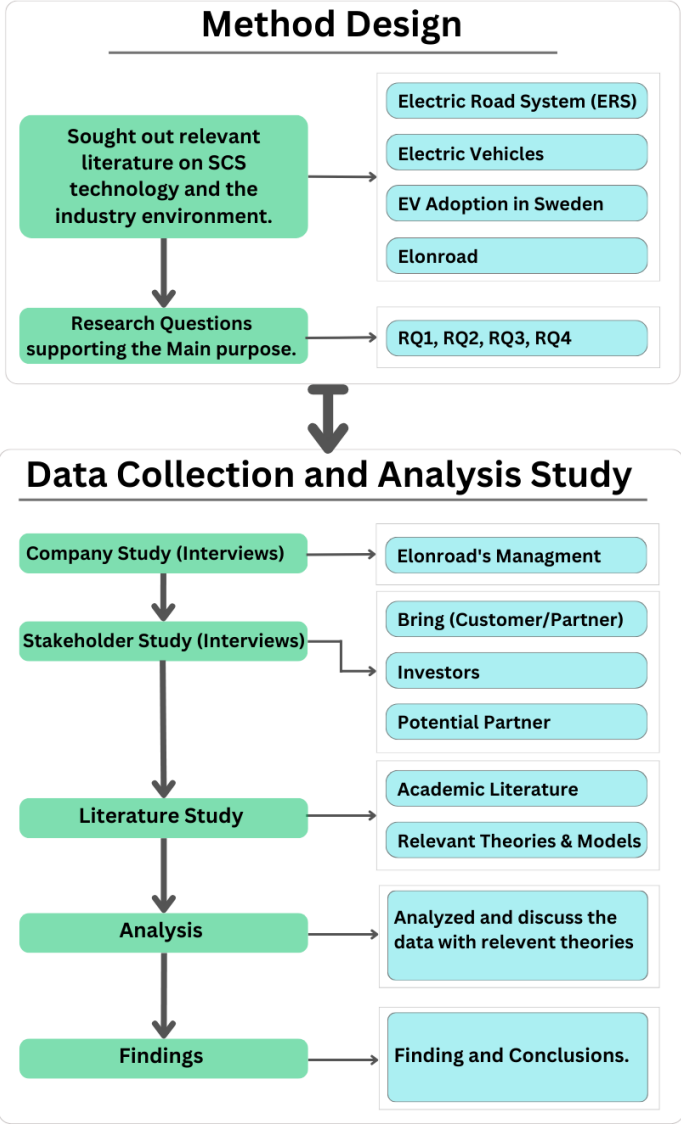 Method Design
Sought out relevant
literature on SCS
technology and the
industry environment.
Electric Road System (ERS)
Electric Vehicles
EV Adoption in Sweden
Elonroad
Research Questions
supporting the Main purpose.
RQ1, RQ2, RQ3, RQ4
Data Collection and Analysis Study
Company Study (Interviews)
Elonroad's Managment
Stakeholder Study (Interviews)
Bring (Customer/Partner)
Investors
Potential Partner
Literature Study
Academic Literature
Relevant Theories & Models
Analysis
Analyzed and discuss the
data with relevent theories
Findings
Finding and Conclusions.